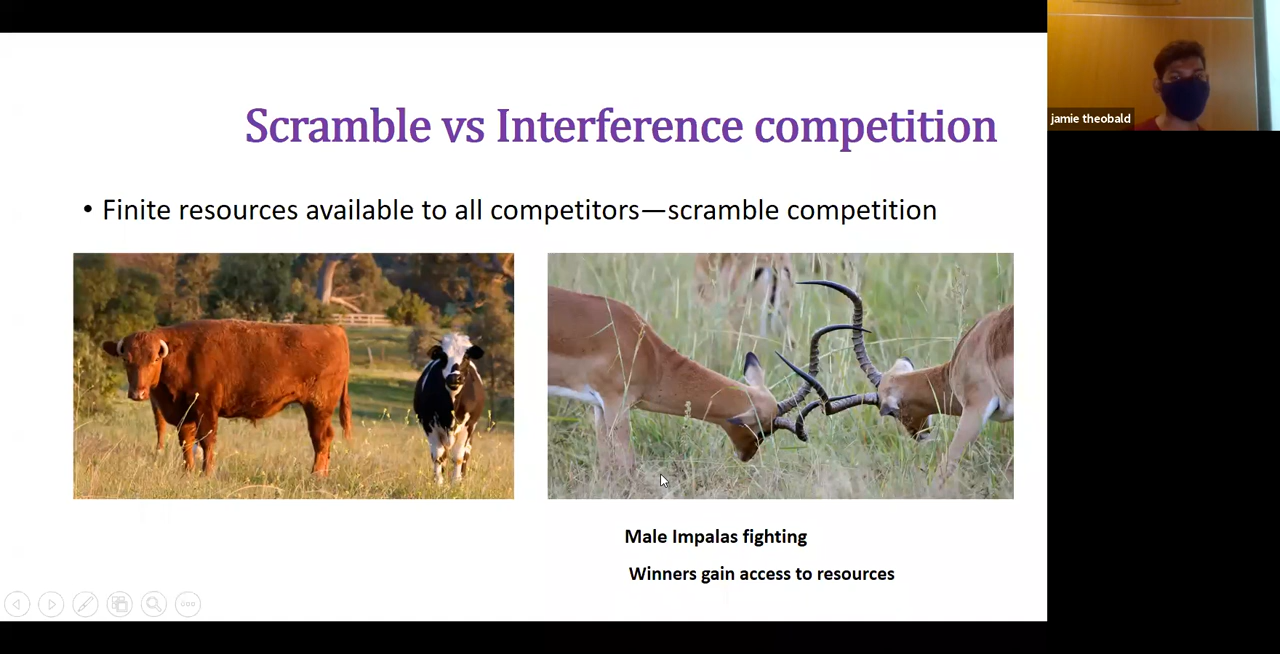 Scramble vs Interference competition
• Finite resources available to all competitors—scramble competition
Male Impalas fighting
Winners gain access to resources
jamie theobald